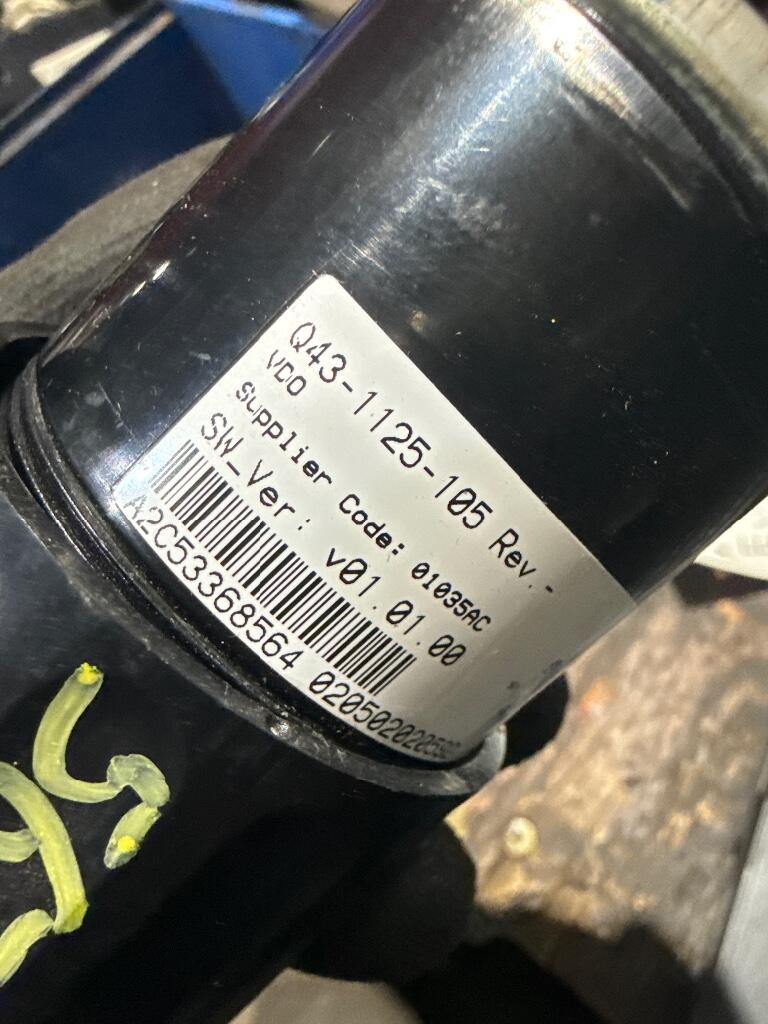 Q43-1125-105 Rev.-
VDO
Supplier Code: 01035AC
SW_Ver: v01.01.00
A2C53368564